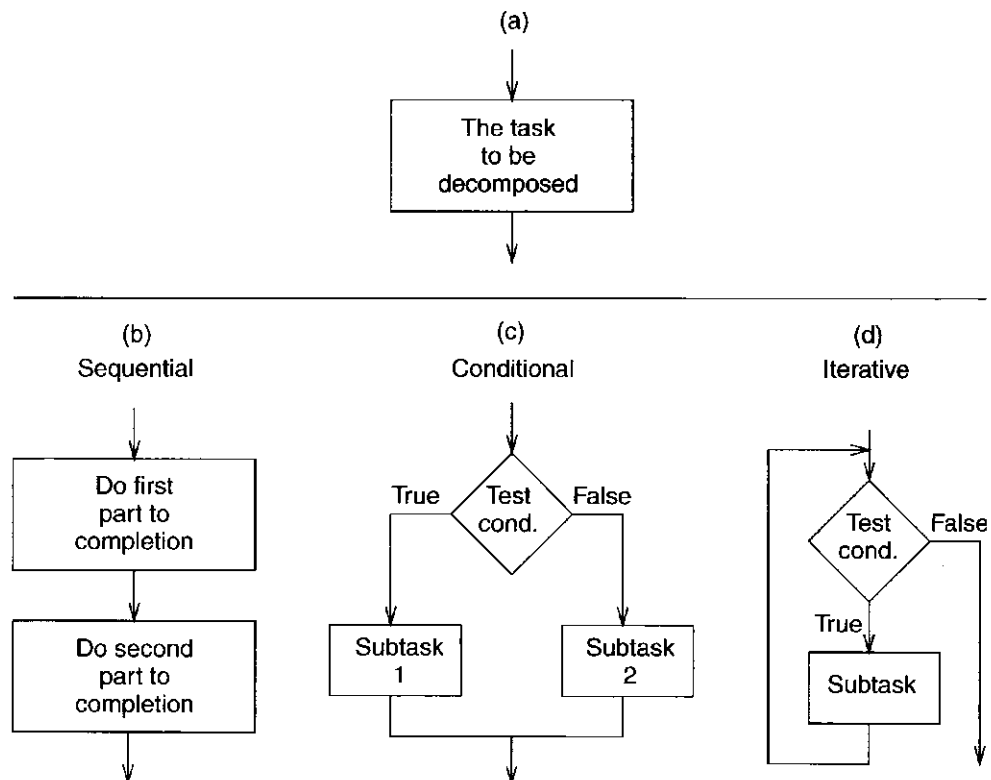 (a)
The task
to be
decomposed
(b)
Sequential
Do first
part to
completion
Do second
part to
completion
(c)
Conditional
Test
cond.
True
False
Subtask
1
Subtask
2
(d)
Iterative
Test
cond.
False
True
Subtask